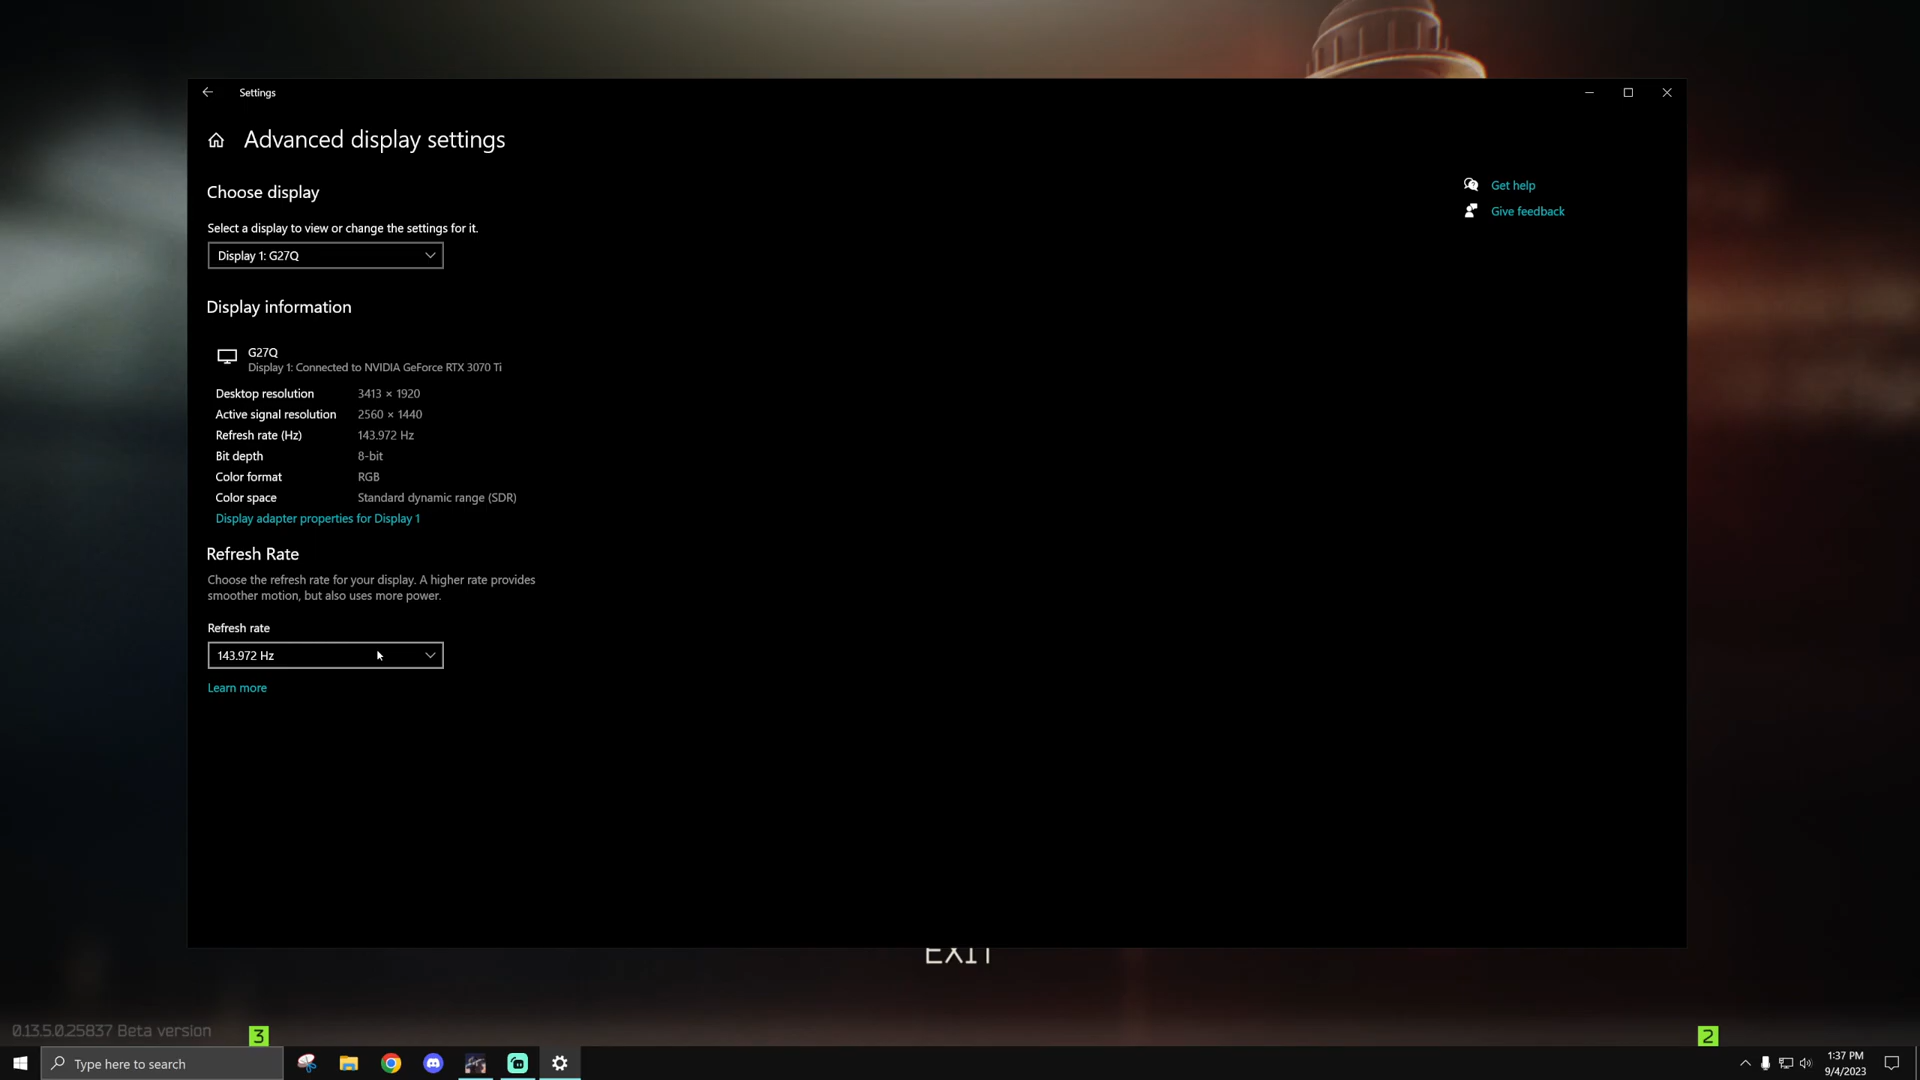 Settings
Advanced display settings
Choose display
Select a display to view or change the settings for it.
Display 1: G27Q
Get help
Give feedback
Display information
G27Q
Display 1: Connected to NVIDIA GeForce RTX 3070 Ti
Desktop resolution 3413 × 1920
Active signal resolution 2560 × 1440
Refresh rate (Hz) 143.972 Hz
Bit depth 8-bit
Color format RGB
Color space Standard dynamic range (SDR)
Display adapter properties for Display 1
Refresh Rate
Choose the refresh rate for your display. A higher rate provides
smoother motion, but also uses more power.
Refresh rate
143.972 Hz
Learn more
EXIT
0.13.5.0.25837 Beta version
3
2
Type here to search
1:37 PM
9/4/2023